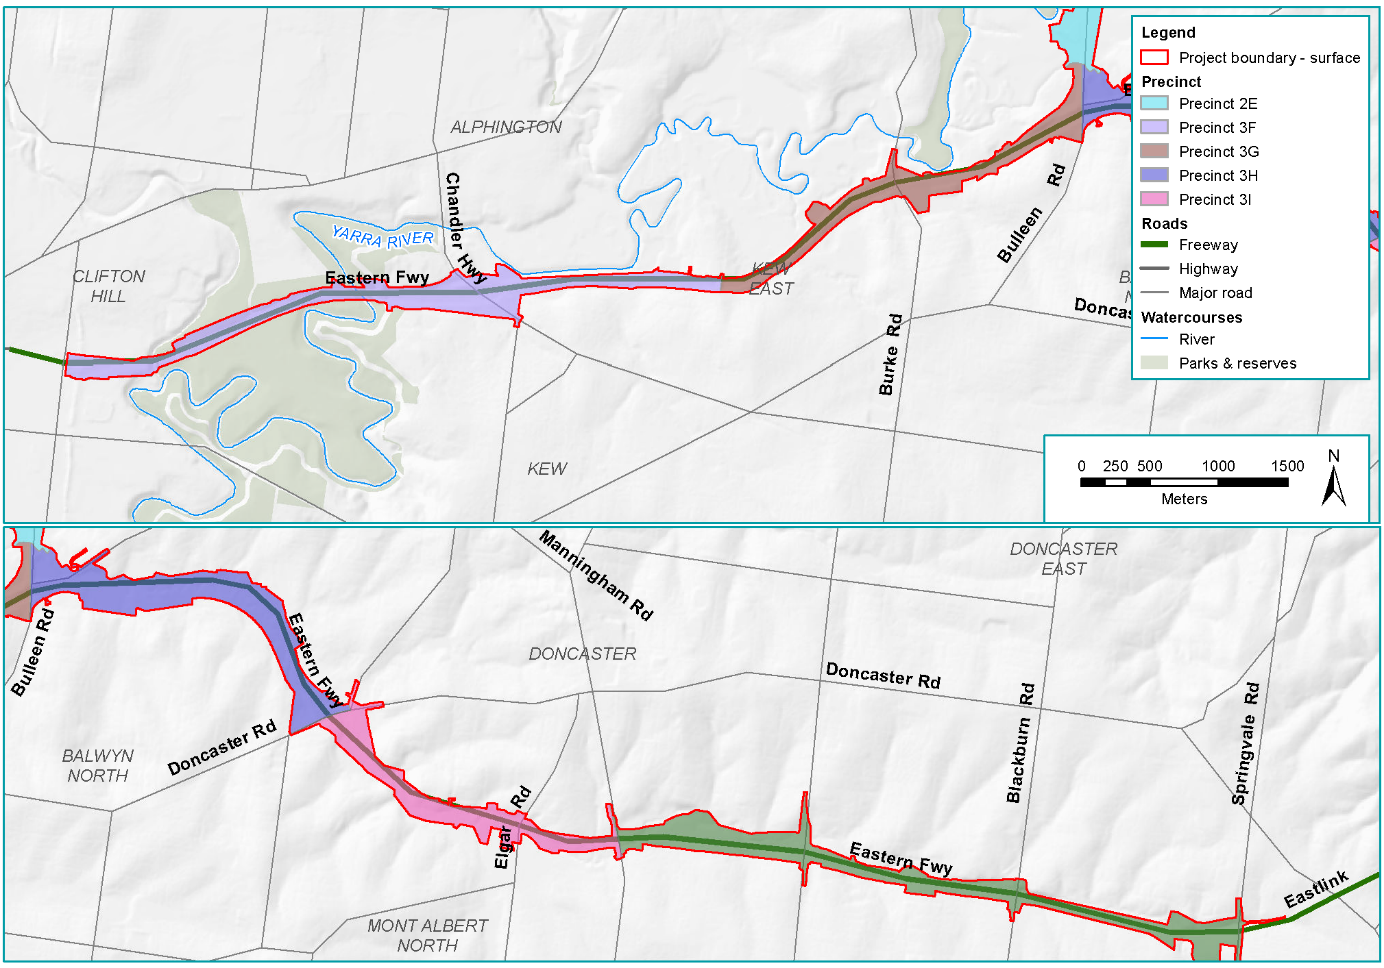 Legend
Project boundary - surface
Precinct
Precinct 2E
Precinct 3F
Precinct 3G
Precinct 3H
Precinct 3I
Roads
Freeway
Highway
Major road
Watercourses
River
Parks & reserves
0 250 500 1000 1500
Meters
N
ALPHINGTON
Chandler Hwy
YARRA RIVER
Eastern Fwy
CLIFTON
HILL
KEW
EAST
Bulleen Rd
Burke Rd
Doncas
KEW
Manningham Rd
DONCASTER
EAST
DONCASTER
Doncaster Rd
Bulleen Rd
Eastern Fwy
Doncaster Rd
BALWYN
NORTH
Elgar Rd
Blackburn Rd
Springvale Rd
Eastern Fwy
Eastlink
MONT ALBERT
NORTH